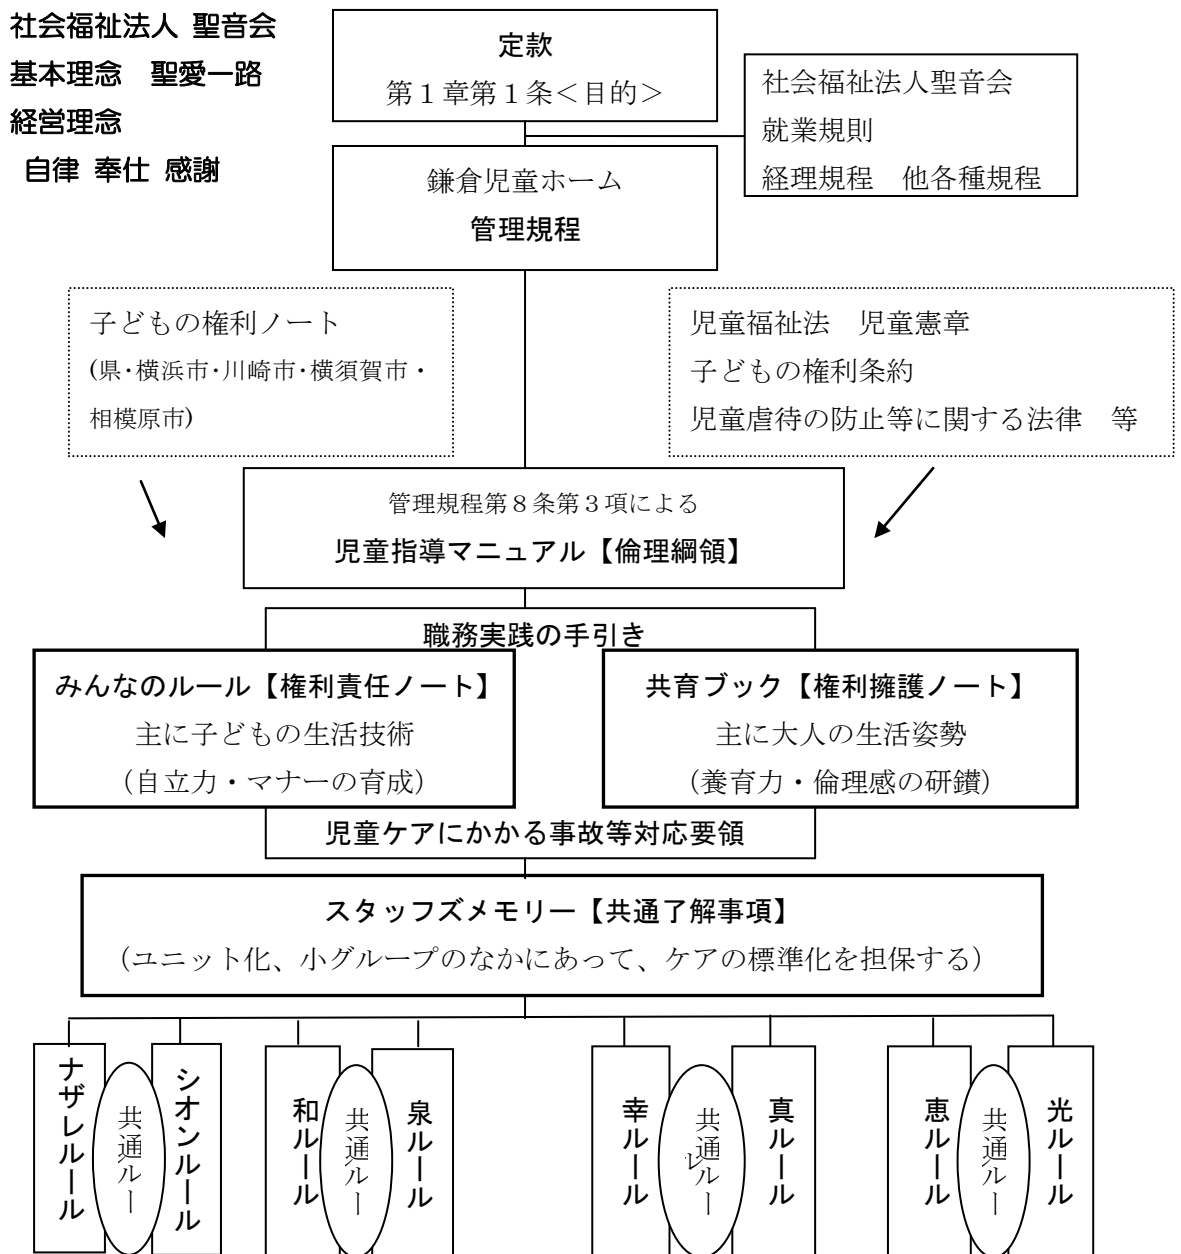 社会福祉法人 聖音会
基本理念　聖愛一路
経営理念
自律 奉仕 感謝
定款
第１章第１条＜目的＞
社会福祉法人聖音会
就業規則
経理規程　他各種規程
鎌倉児童ホーム
管理規程
子どもの権利ノート
(県･横浜市･川崎市･横須賀市・
相模原市)
児童福祉法　児童憲章
子どもの権利条約
児童虐待の防止等に関する法律　等
管理規程第８条第３項による
児童指導マニュアル【倫理綱領】
職務実践の手引き
みんなのルール【権利責任ノート】
主に子どもの生活技術
（自立力・マナーの育成）
共育ブック【権利擁護ノート】
主に大人の生活姿勢
（養育力・倫理感の研鑚）
児童ケアにかかる事故等対応要領
スタッフズメモリー【共通了解事項】
（ユニット化、小グループのなかにあって、ケアの標準化を担保する）
ナザレルール
共通ルー
シオンルール
和ルール
共通ルー
泉ルール
幸ルール
共通ルー
ル
真ルール
恵ルール
共通ルー
光ルール